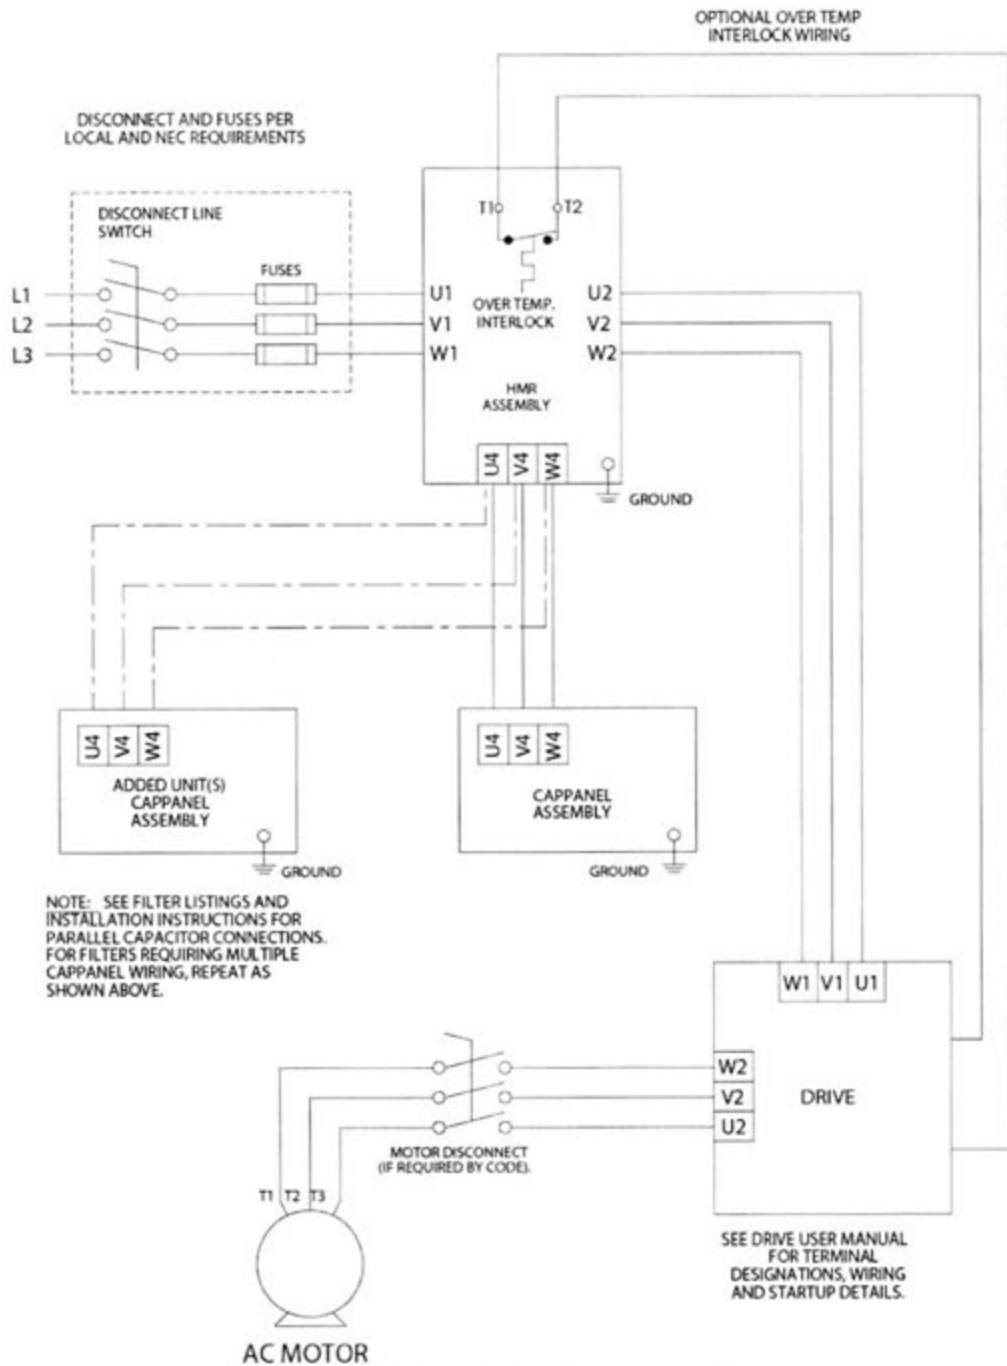 OPTIONAL OVER TEMP
INTERLOCK WIRING
DISCONNECT AND FUSES PER
LOCAL AND NEC REQUIREMENTS
DISCONNECT LINE
SWITCH
FUSES
L1
L2
L3
T1
T2
U1
V1
W1
OVER TEMP.
INTERLOCK
U2
V2
W2
HMR
ASSEMBLY
U4
V4
W4
GROUND
U4
V4
W4
ADDED UNIT(S)
CAPPANEL
ASSEMBLY
GROUND
U4
V4
W4
CAPPANEL
ASSEMBLY
GROUND
NOTE: SEE FILTER LISTINGS AND
INSTALLATION INSTRUCTIONS FOR
PARALLEL CAPACITOR CONNECTIONS.
FOR FILTERS REQUIRING MULTIPLE
CAPPANEL WIRING, REPEAT AS
SHOWN ABOVE.
W1
V1
U1
W2
V2
U2
DRIVE
MOTOR DISCONNECT
(IF REQUIRED BY CODE).
T1
T2
T3
SEE DRIVE USER MANUAL
FOR TERMINAL
DESIGNATIONS, WIRING
AND STARTUP DETAILS.
AC MOTOR